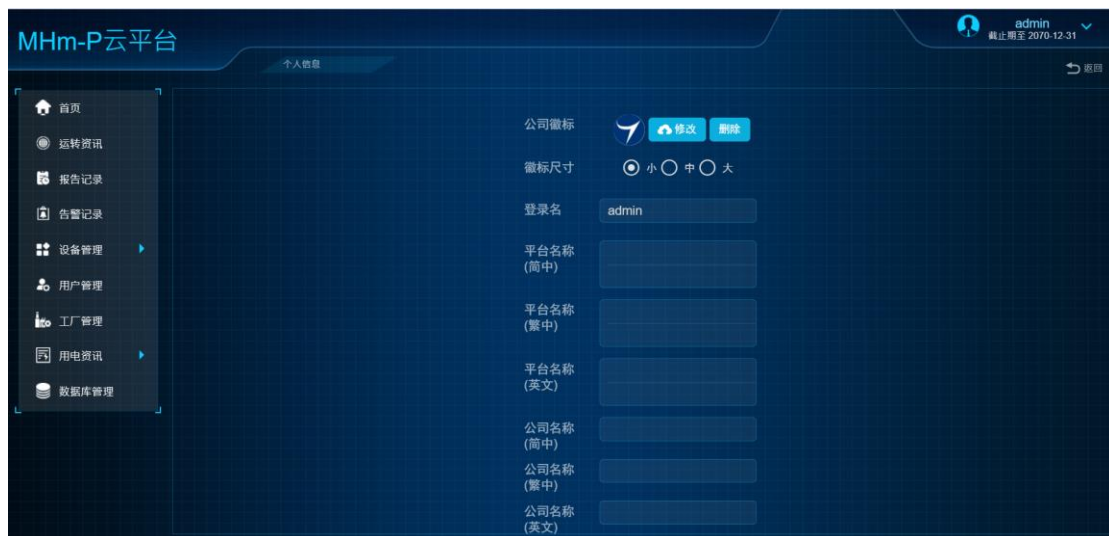 MHm-P云平台
admin
截止期至 2070-12-31
个人信息
返回
首页
运转资讯
报告记录
告警记录
设备管理
用户管理
工厂管理
用电资讯
数据库管理
公司徽标
修改
删除
徽标尺寸
小 中 大
登录名
admin
平台名称
(简中)
平台名称
(繁中)
平台名称
(英文)
公司名称
(简中)
公司名称
(繁中)
公司名称
(英文)